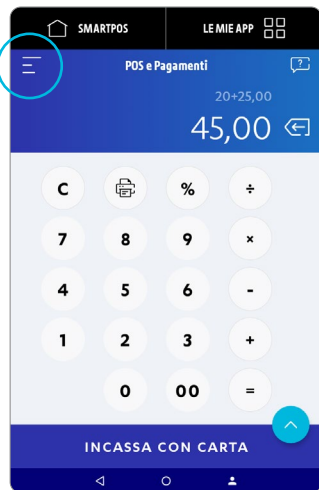 SMARTPOS LE MIE APP
POS e Pagamenti ?
20+25,00
45,00
C % ÷
7 8 9 ×
4 5 6 -
1 2 3 +
0 00 =
INCASSA CON CARTA